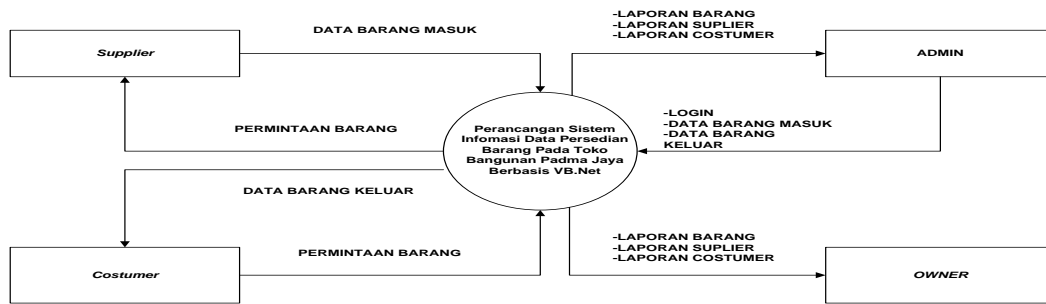 DATA BARANG MASUK
-LAPORAN BARANG
-LAPORAN SUPLIER
-LAPORAN COSTUMER
Supplier
ADMIN
PERMINTAAN BARANG
Perancangan Sistem
Infomasi Data Persedian
Barang Pada Toko
Bangunan Padma Jaya
Berbasis VB.Net
-LOGIN
-DATA BARANG MASUK
-DATA BARANG
KELUAR
DATA BARANG KELUAR
PERMINTAAN BARANG
-LAPORAN BARANG
-LAPORAN SUPLIER
-LAPORAN COSTUMER
Costumer
OWNER